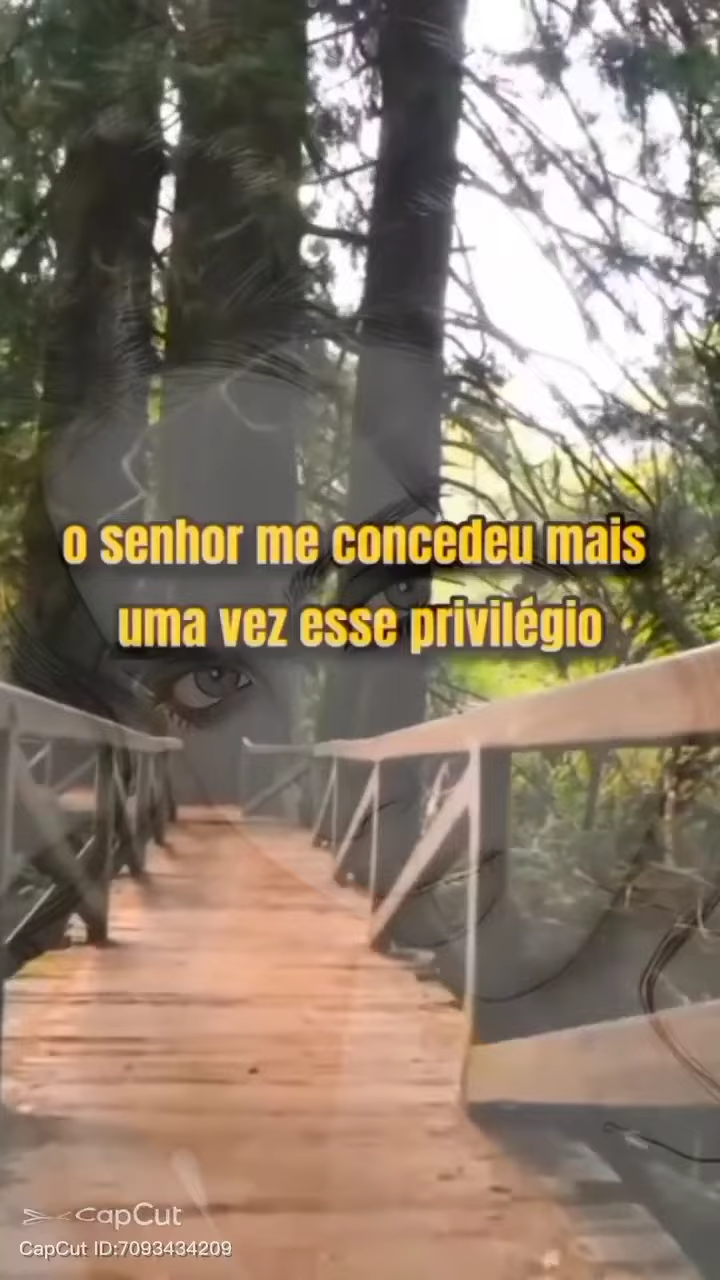 o senhor me concedeu mais
uma vez esse privilégio
CapCut
CapCut ID:7093434209